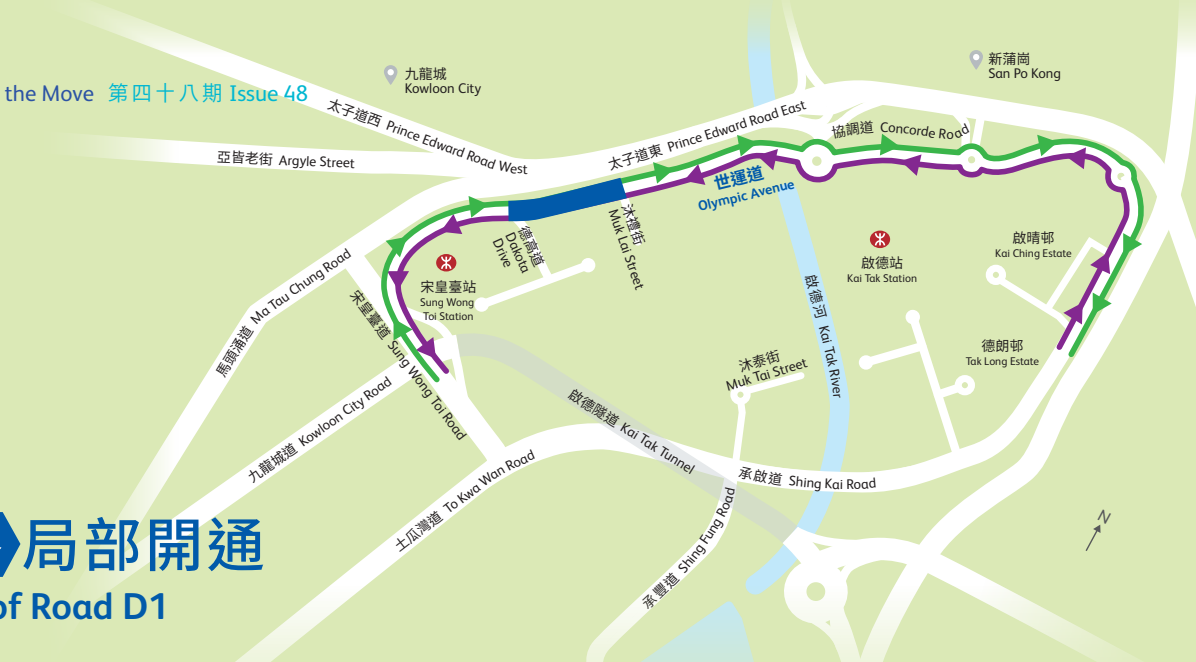 the Move 第四十八期 Issue 48
九龍城
Kowloon City
新蒲崗
San Po Kong
太子道西 Prince Edward Road West
太子道東 Prince Edward Road East
協調道 Concorde Road
亞皆老街 Argyle Street
世運道
Olympic Avenue
沐禮街
Muk Lai Street
德高道
Dakota
Drive
啟晴邨
Kai Ching Estate
啟德站
Kai Tak Station
宋皇臺站
Sung Wong
Toi Station
馬頭涌道 Ma Tau Chung Road
宋皇臺道 Sung Wong Toi Road
啟德河 Kai Tak River
德朗邨
Tak Long Estate
沐泰街
Muk Tai Street
九龍城道 Kowloon City Road
啟德隧道 Kai Tak Tunnel
土瓜灣道 To Kwa Wan Road
承啟道 Shing Kai Road
承豐道 Shing Fung Road
N
局部開通
of Road D1